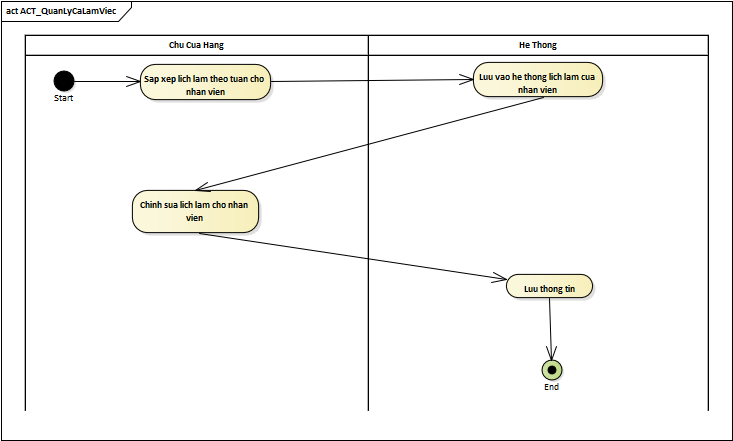 act ACT_QuanLyCaLamViec
Chu Cua Hang
He Thong
Start
Sap xep lich lam theo tuan cho
nhan vien
Luu vao he thong lich lam cua
nhan vien
Chinh sua lich lam cho nhan
vien
Luu thong tin
End